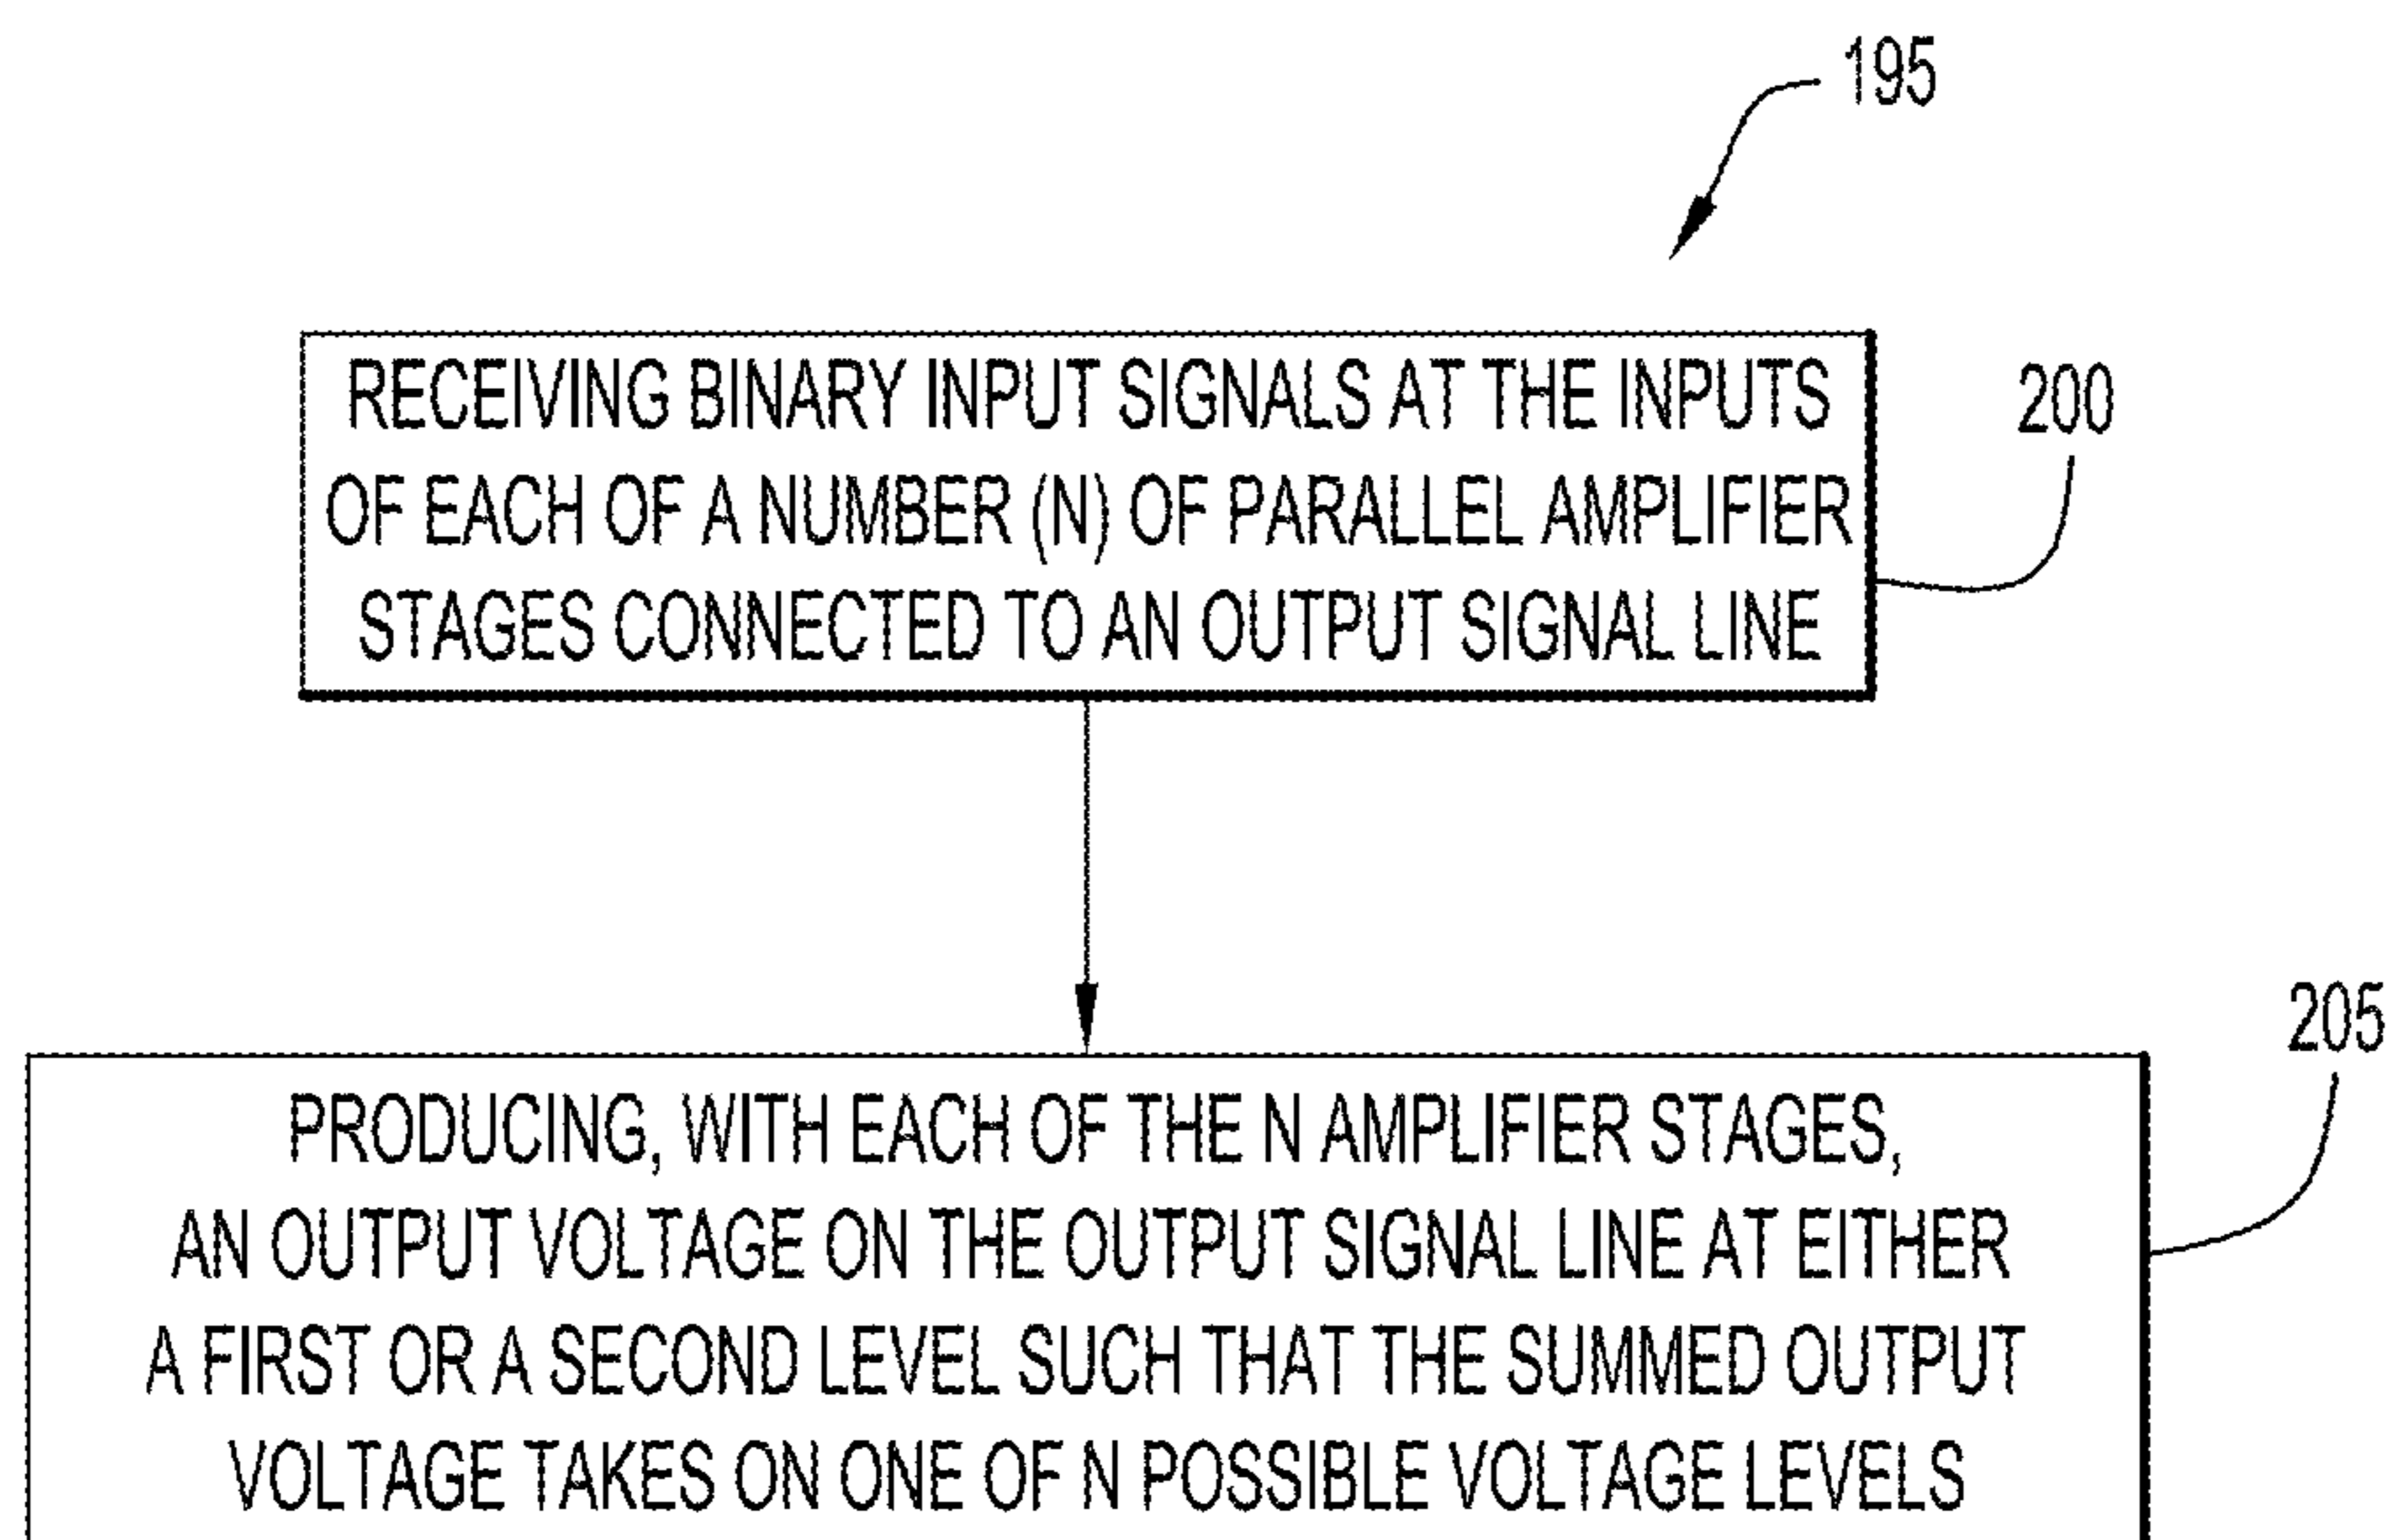 195
RECEIVING BINARY INPUT SIGNALS AT THE INPUTS
OF EACH OF A NUMBER (N) OF PARALLEL AMPLIFIER
STAGES CONNECTED TO AN OUTPUT SIGNAL LINE
200
205
PRODUCING, WITH EACH OF THE N AMPLIFIER STAGES,
AN OUTPUT VOLTAGE ON THE OUTPUT SIGNAL LINE AT EITHER
A FIRST OR A SECOND LEVEL SUCH THAT THE SUMMED OUTPUT
VOLTAGE TAKES ON ONE OF N POSSIBLE VOLTAGE LEVELS